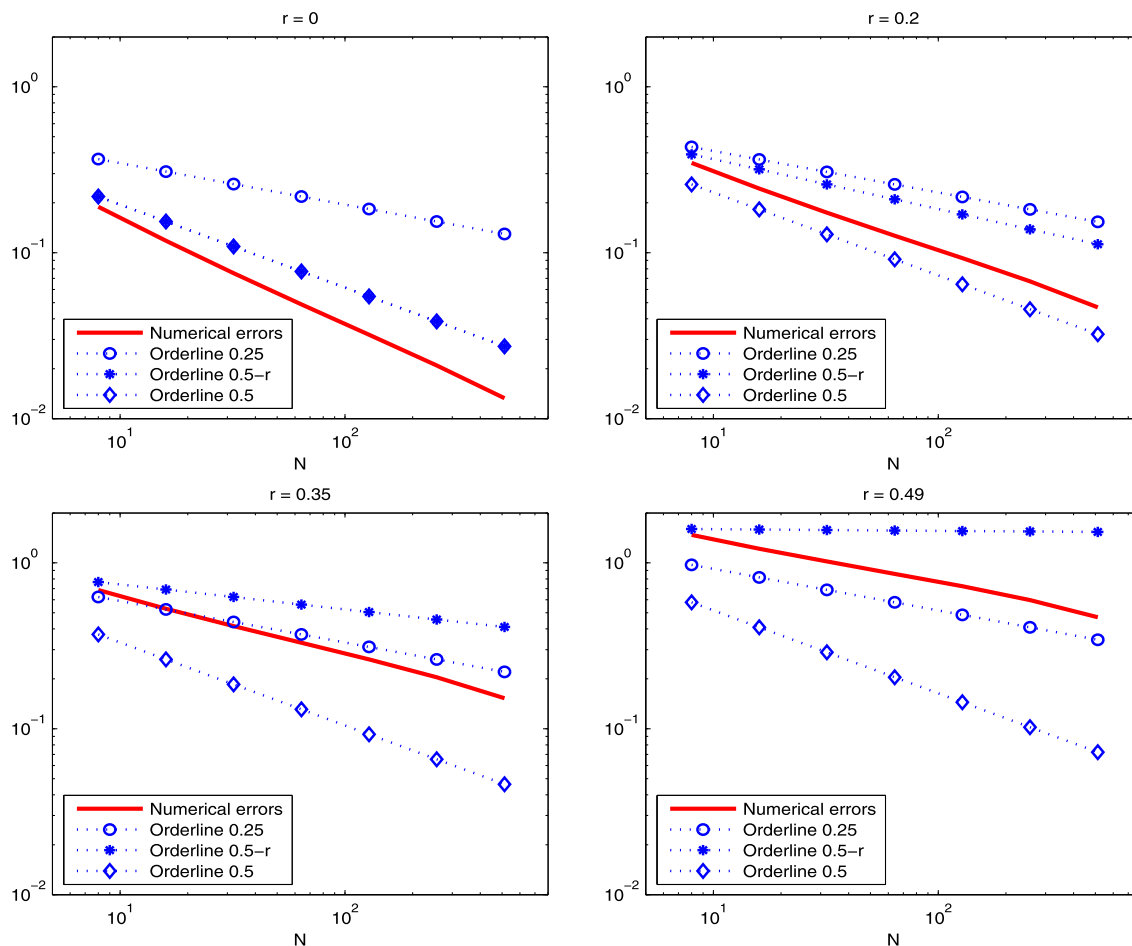 r = 0
10^0
10^−1
10^−2
Numerical errors
Orderline 0.25
Orderline 0.5−r
Orderline 0.5
10^1
10^2
N
r = 0.2
10^0
10^−1
10^−2
Numerical errors
Orderline 0.25
Orderline 0.5−r
Orderline 0.5
10^1
10^2
N
r = 0.35
10^0
10^−1
10^−2
Numerical errors
Orderline 0.25
Orderline 0.5−r
Orderline 0.5
10^1
10^2
N
r = 0.49
10^0
10^−1
10^−2
Numerical errors
Orderline 0.25
Orderline 0.5−r
Orderline 0.5
10^1
10^2
N